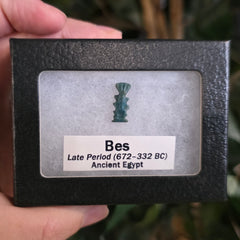 Bes
Late Period (672–332 BC)
Ancient Egypt